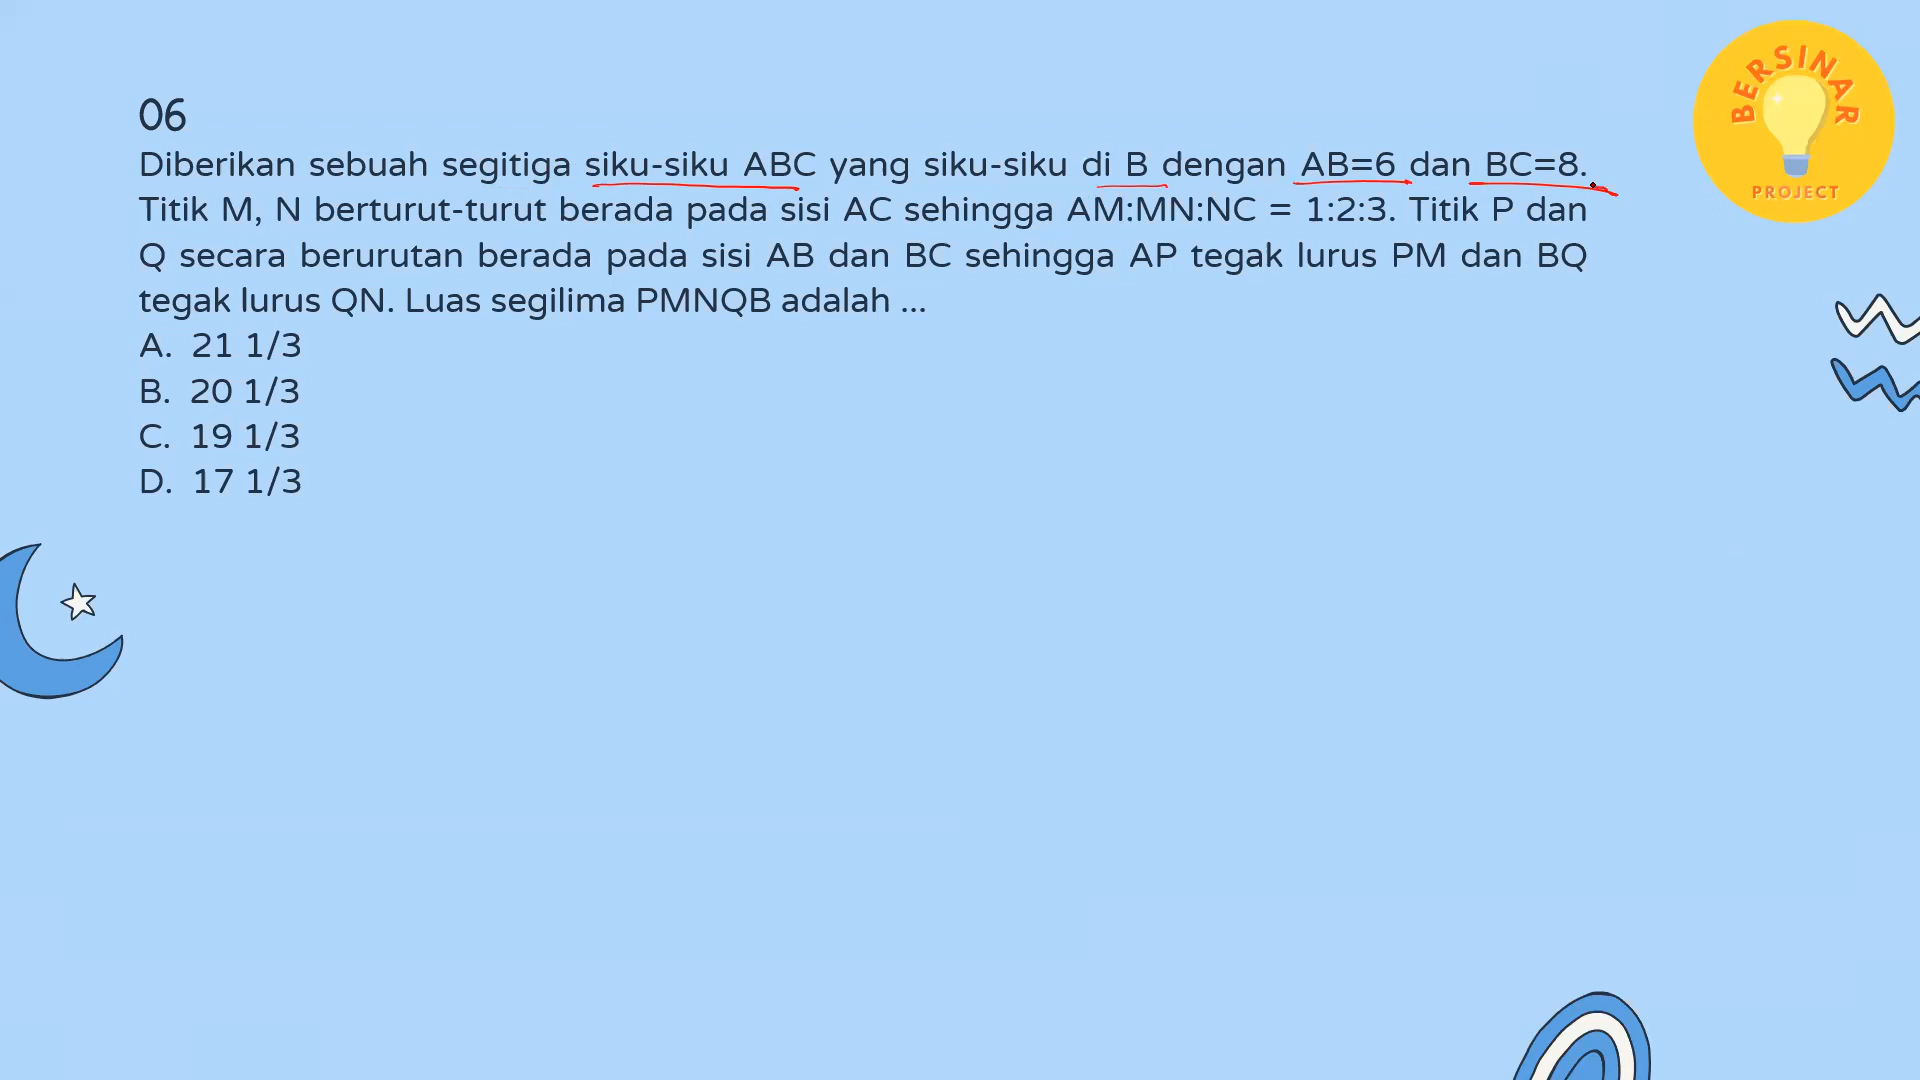 BERSINAR
PROJECT
06
Diberikan sebuah segitiga siku-siku ABC yang siku-siku di B dengan AB=6 dan BC=8.
Titik M, N berturut-turut berada pada sisi AC sehingga AM:MN:NC = 1:2:3. Titik P dan
Q secara berurutan berada pada sisi AB dan BC sehingga AP tegak lurus PM dan BQ
tegak lurus QN. Luas segilima PMNQB adalah ...
A. 21 1/3
B. 20 1/3
C. 19 1/3
D. 17 1/3